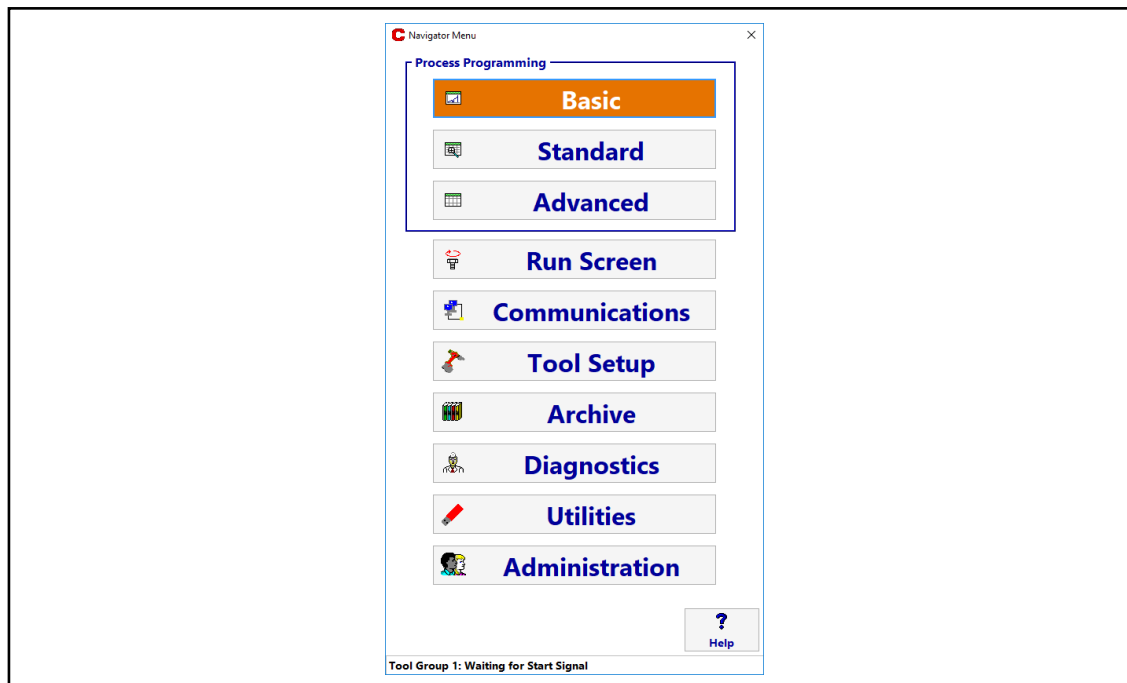 Navigator Menu
Process Programming
Basic
Standard
Advanced
Run Screen
Communications
Tool Setup
Archive
Diagnostics
Utilities
Administration
?
Help
Tool Group 1: Waiting for Start Signal